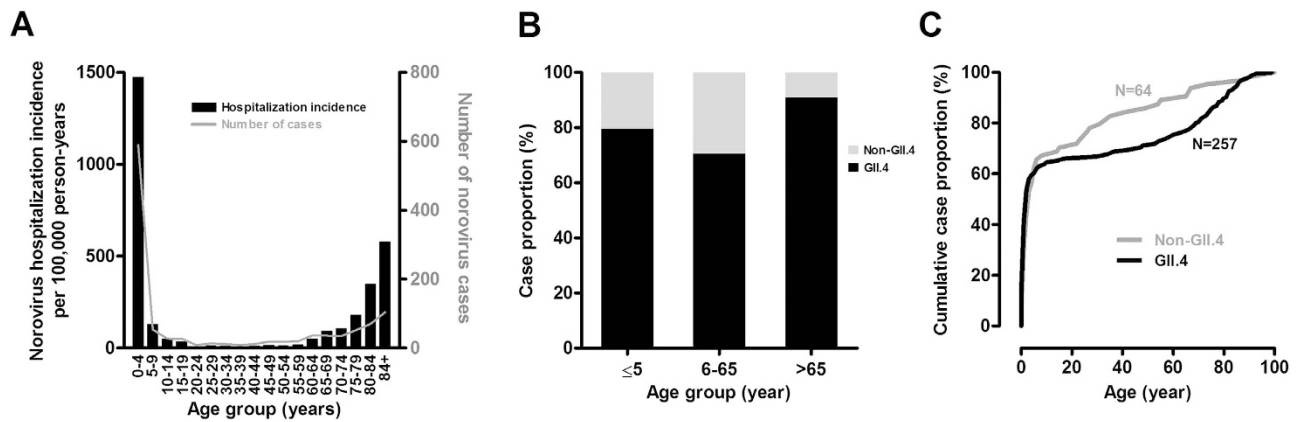 A
Norovirus hospitalization incidence
per 100,000 person-years
1500
1000
500
0
Hospitalization incidence
Number of cases
800
600
400
200
0
Number of norovirus cases
0-4
5-9
10-14
15-19
20-24
25-29
30-34
35-39
40-44
45-49
50-54
55-59
60-64
65-69
70-74
75-79
80-84
84+
Age group (years)
B
Case proportion (%)
100
80
60
40
20
0
Non-GII.4
GII.4
≤5
6-65
>65
Age group (year)
C
Cumulative case proportion (%)
100
80
60
40
20
0
N=64
N=257
Non-GII.4
GII.4
0
20
40
60
80
100
Age (year)